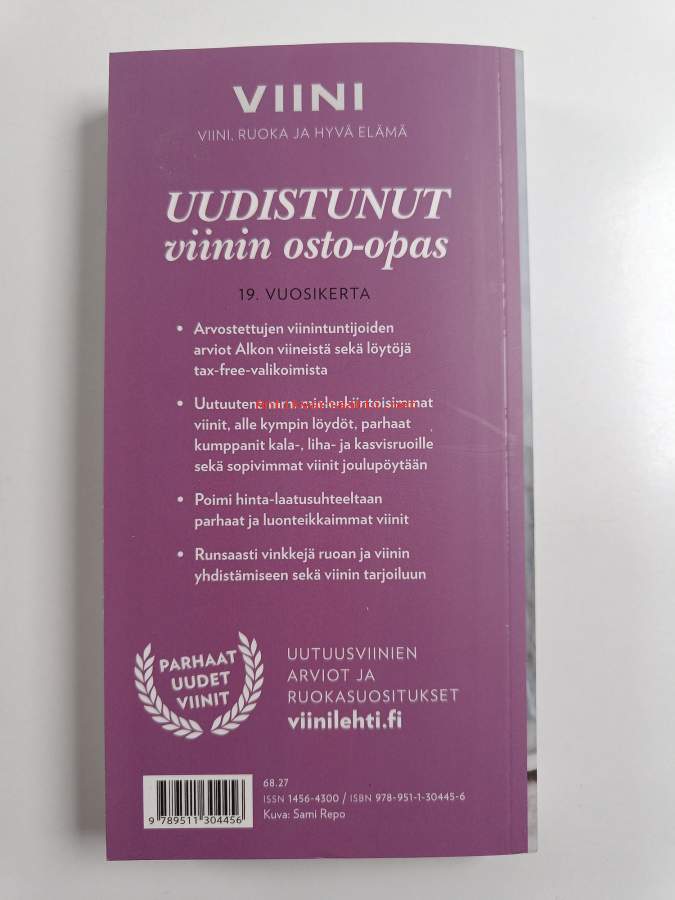 VIINI
VIINI, RUOKA JA HYVÄ ELÄMÄ
UUDISTUNUT
viinin osto-opas
19. VUOSIKERTA
• Arvostettujen viinintuntijoiden
arviot Alkon viineistä sekä löytöjä
tax-free-valikoimista
• Uutuutena mm. mielenkiintoisimmat
viinit, alle kympin löydöt, parhaat
kumppanit kala-, liha- ja kasvisruoille
sekä sopivimmat viinit joulupöytään
• Poimi hinta-laatusuhteeltaan
parhaat ja luonteikkaimmat viinit
• Runsaasti vinkkejä ruoan ja viinin
yhdistämiseen sekä viinin tarjoiluun
PARHAAT
UUDET
VIINIT
UUTUUSVIINIEN
ARVIOT JA
RUOKASUOSITUKSET
viinilehti.fi
68.27
ISSN 1456-4300 / ISBN 978-951-1-30445-6
Kuva: Sami Repo
9 789511 304456